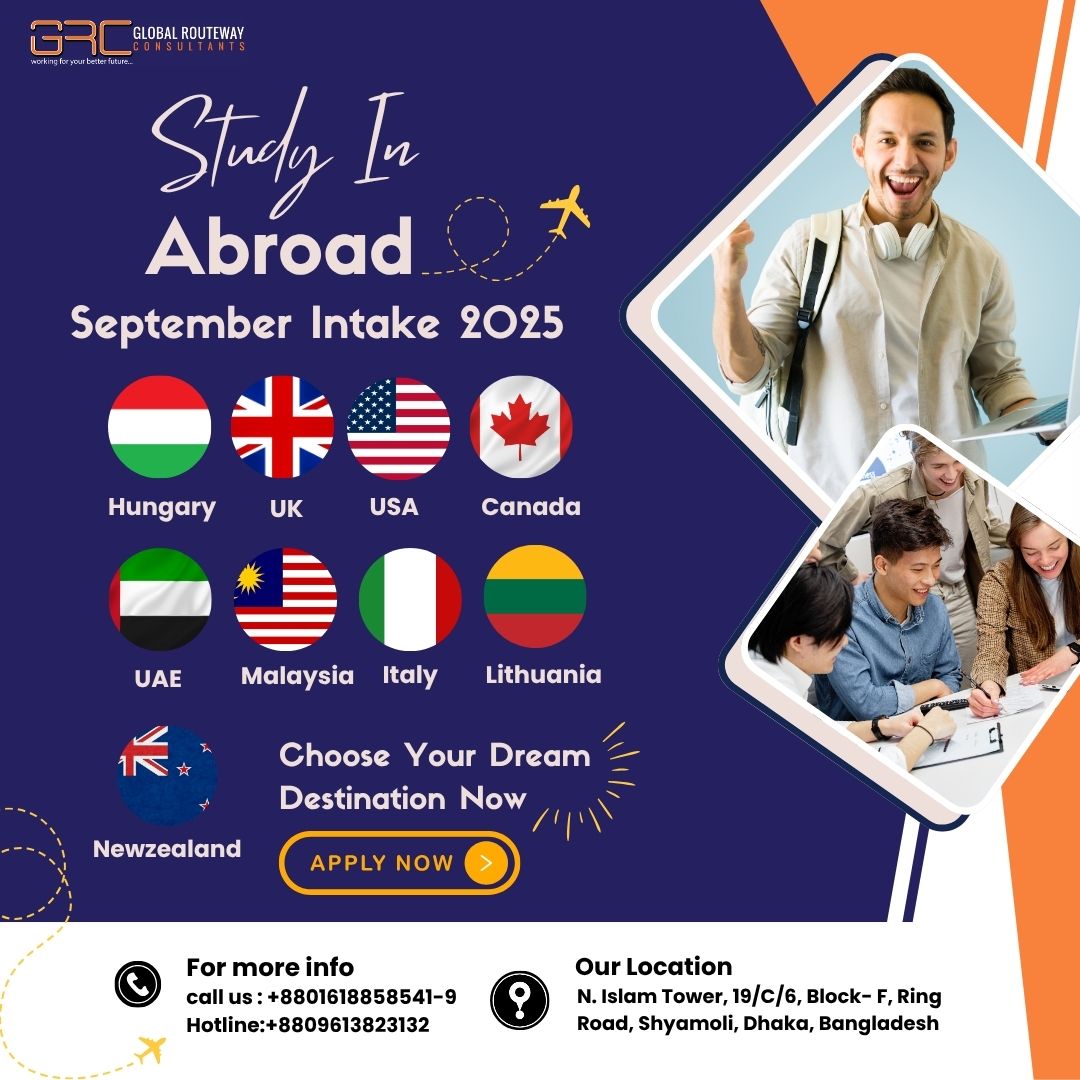 GRC GLOBAL ROUTEWAY
CONSULTANTS
working for your better future...
Study In
Abroad
September Intake 2025
Hungary UK USA Canada
UAE Malaysia Italy Lithuania
Newzealand
Choose Your Dream
Destination Now
APPLY NOW
For more info
call us : +8801618858541-9
Hotline:+8809613823132
Our Location
N. Islam Tower, 19/C/6, Block- F, Ring
Road, Shyamoli, Dhaka, Bangladesh